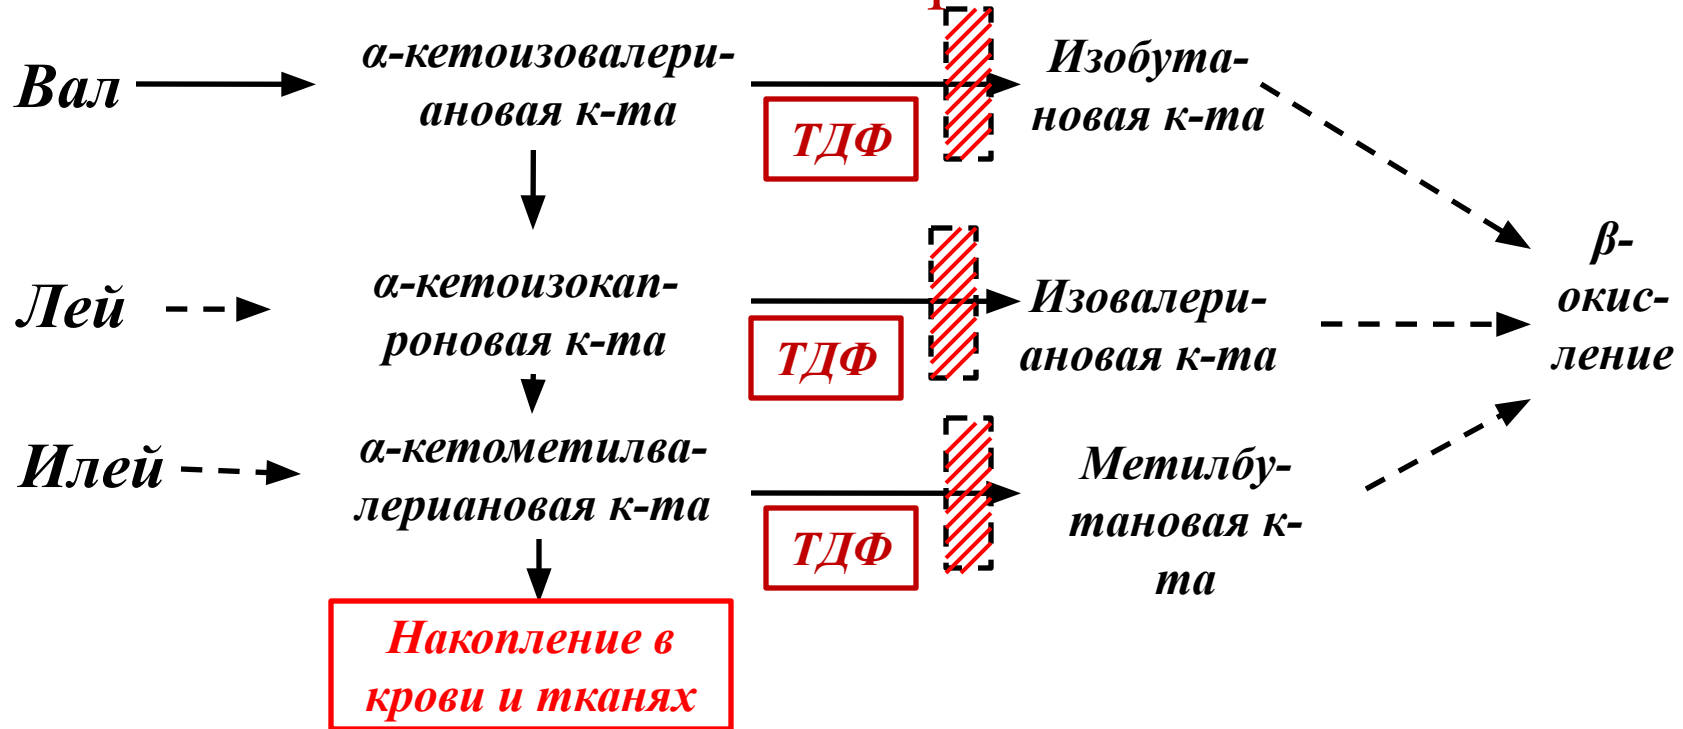 Вал
α-кетоизовалери-
ановая к-та
ТДФ
Изобута-
новая к-та
Лей
α-кетоизокап-
роновая к-та
ТДФ
Изовалери-
ановая к-та
β-
окис-
ление
Илей
α-кетометилва-
лериановая к-та
ТДФ
Метилбу-
тановая к-
та
Накопление в
крови и тканях